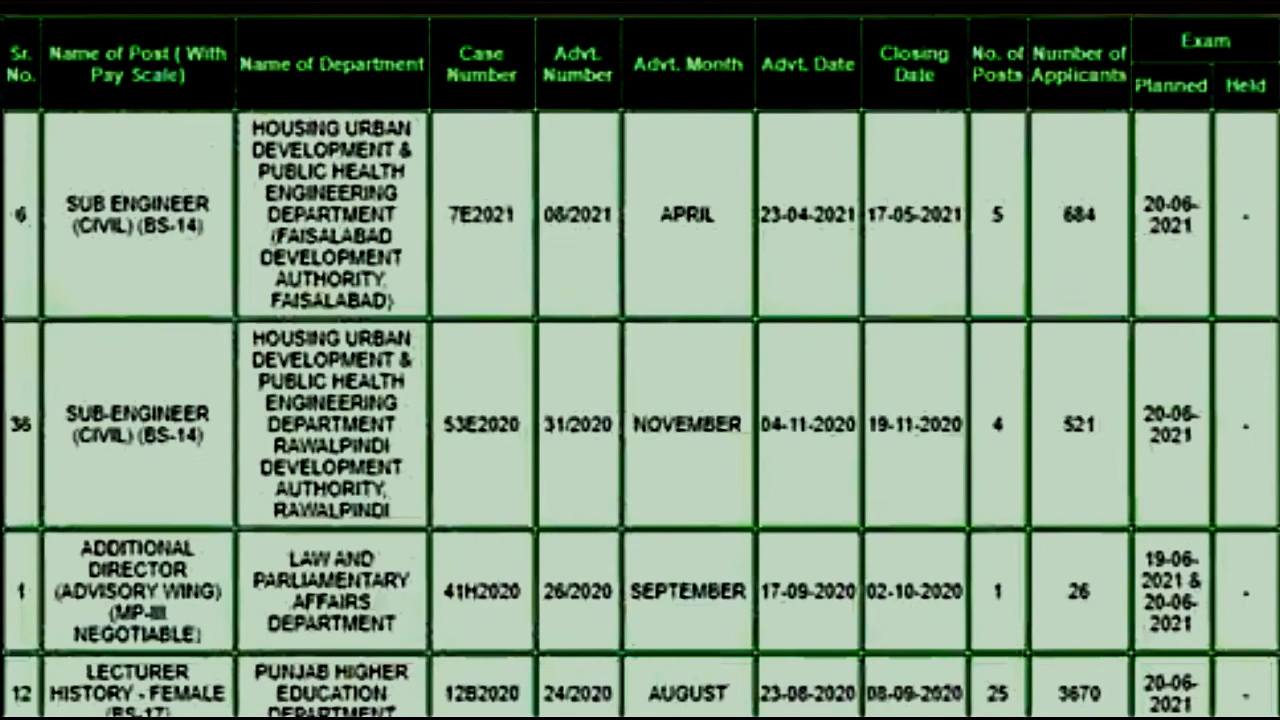 Sr. No.
Name of Post ( With Pay Scale)
Name of Department
Case Number
Advt. Number
Advt. Month
Advt. Date
Closing Date
No. of Posts
Number of Applicants
Exam
Planned
Held
6
SUB ENGINEER
(CIVIL) (BS-14)
HOUSING URBAN
DEVELOPMENT &
PUBLIC HEALTH
ENGINEERING
DEPARTMENT
(FAISALABAD
DEVELOPMENT
AUTHORITY,
FAISALABAD)
7E2021
08/2021
APRIL
23-04-2021
17-05-2021
5
684
20-06-
2021
-
36
SUB-ENGINEER
(CIVIL) (BS-14)
HOUSING URBAN
DEVELOPMENT &
PUBLIC HEALTH
ENGINEERING
DEPARTMENT
RAWALPINDI
DEVELOPMENT
AUTHORITY,
RAWALPINDI
53E2020
31/2020
NOVEMBER
04-11-2020
19-11-2020
4
521
20-06-
2021
-
1
ADDITIONAL
DIRECTOR
(ADVISORY WING)
(MP-III
NEGOTIABLE)
LAW AND
PARLIAMENTARY
AFFAIRS
DEPARTMENT
41H2020
26/2020
SEPTEMBER
17-09-2020
02-10-2020
1
26
19-06-
2021 &
20-06-
2021
-
12
LECTURER
HISTORY - FEMALE
(BS-17)
PUNJAB HIGHER
EDUCATION
DEPARTMENT
12B2020
24/2020
AUGUST
23-08-2020
08-09-2020
25
3670
20-06-
2021
-